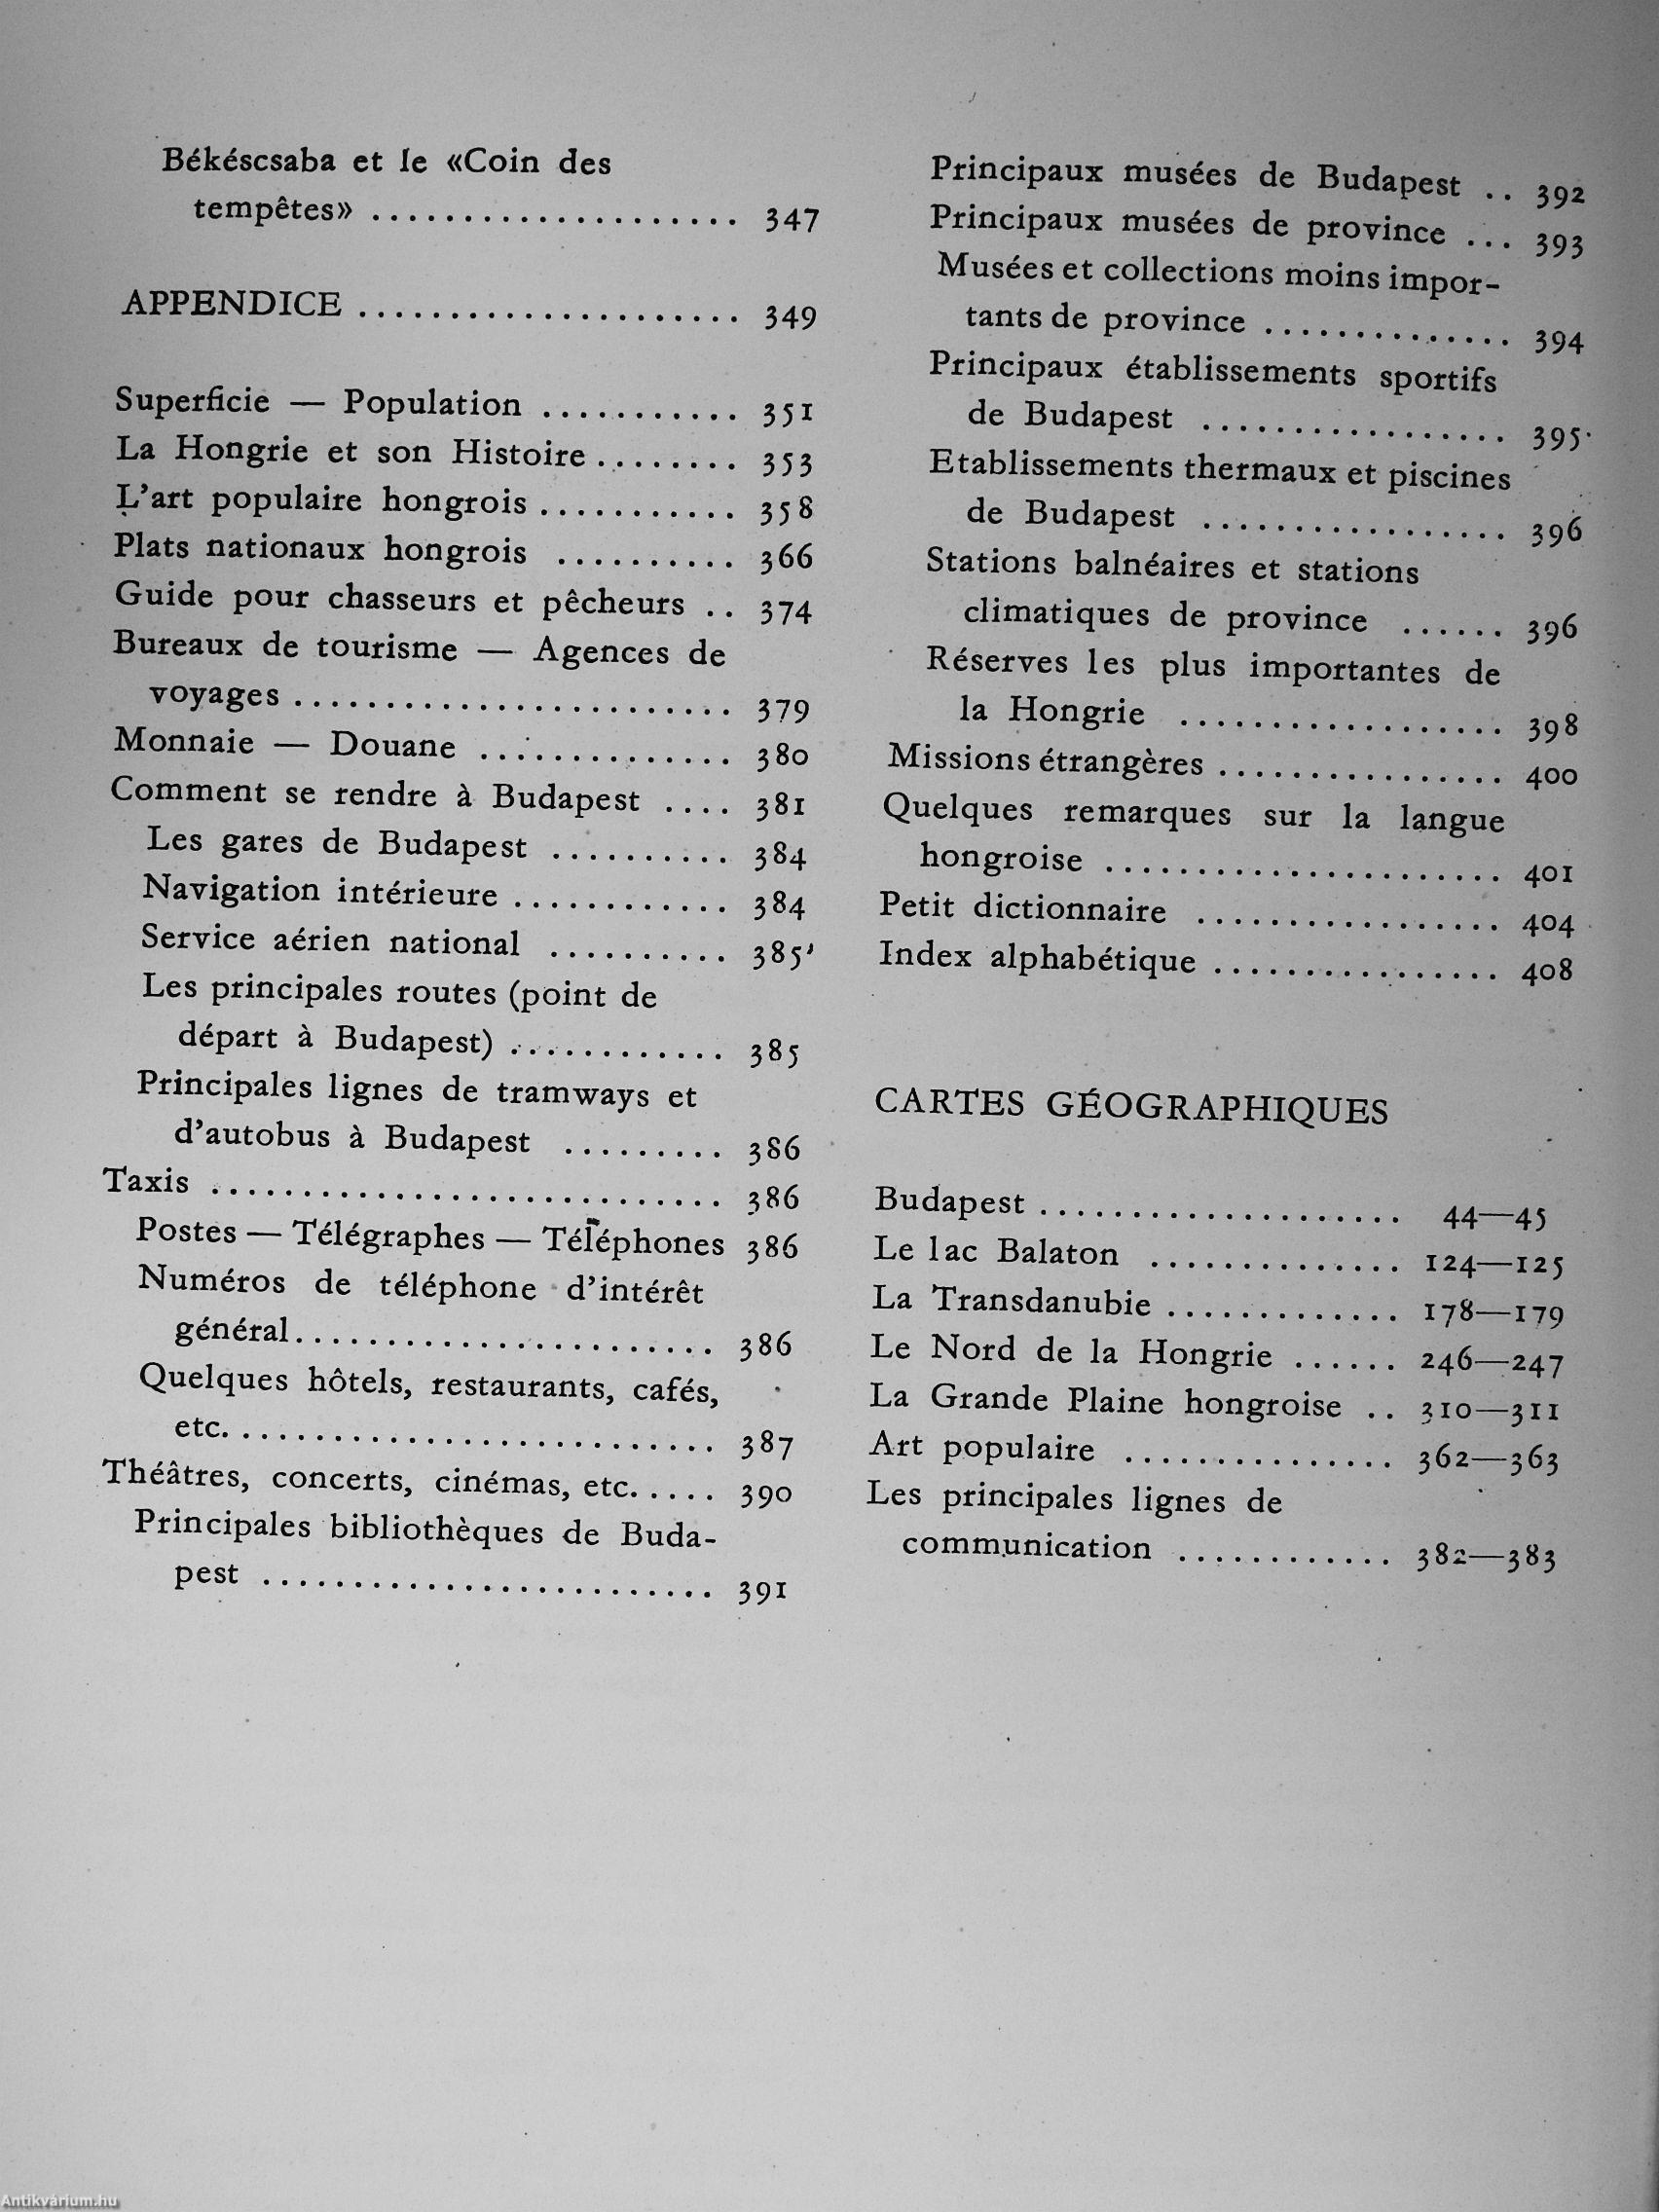 Békéscsaba et le «Coin des
tempêtes» .................... 347
APPENDICE ..................... 349
Superficie — Population ........... 351
La Hongrie et son Histoire ........ 353
L’art populaire hongrois ........... 358
Plats nationaux hongrois .......... 366
Guide pour chasseurs et pêcheurs .. 374
Bureaux de tourisme — Agences de
voyages ........................ 379
Monnaie — Douane .............. 380
Comment se rendre à Budapest .... 381
Les gares de Budapest .......... 384
Navigation intérieure ............ 384
Service aérien national .......... 385
Les principales routes (point de
départ à Budapest) ............ 385
Principales lignes de tramways et
d’autobus à Budapest ......... 386
Taxis ............................ 386
Postes — Télégraphes — Téléphones 386
Numéros de téléphone d’intérêt
général....................... 386
Quelques hôtels, restaurants, cafés,
etc. .......................... 387
Théâtres, concerts, cinémas, etc. .... 390
Principales bibliothèques de Buda-
pest ......................... 391
Principaux musées de Budapest .. 392
Principaux musées de province ... 393
Musées et collections moins impor-
tants de province .............. 394
Principaux établissements sportifs
de Budapest ................. 395
Etablissements thermaux et piscines
de Budapest ................. 396
Stations balnéaires et stations
climatiques de province ...... 396
Réserves les plus importantes de
la Hongrie .................. 398
Missions étrangères ................ 400
Quelques remarques sur la langue
hongroise ...................... 401
Petit dictionnaire ................. 404
Index alphabétique ................ 408
CARTES GÉOGRAPHIQUES
Budapest .................... 44—45
Le lac Balaton .............. 124—125
La Transdanubie ............. 178—179
Le Nord de la Hongrie ...... 246—247
La Grande Plaine hongroise .. 310—311
Art populaire ............... 362—363
Les principales lignes de
communication ............ 382—383
Antikvárium.hu